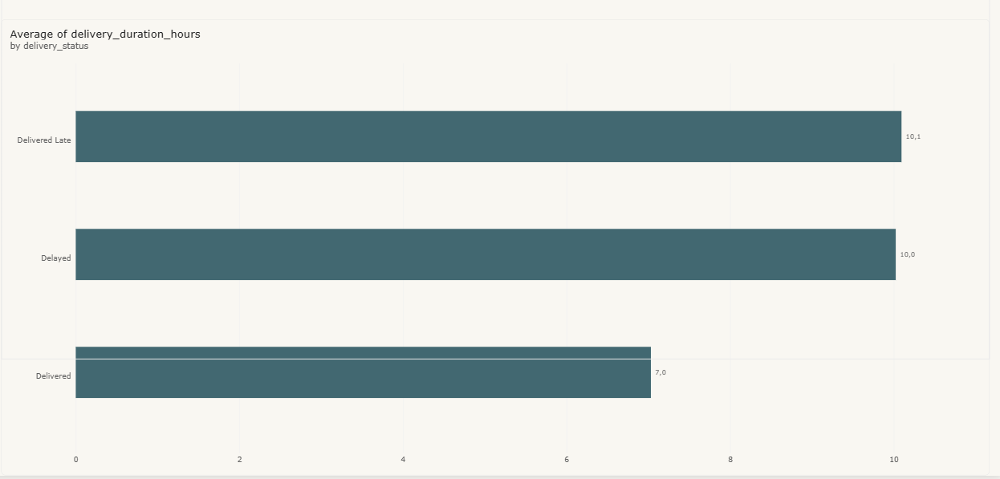 Average of delivery_duration_hours
by delivery_status
Delivered Late
10,1
Delayed
10,0
Delivered
7,0
0 2 4 6 8 10